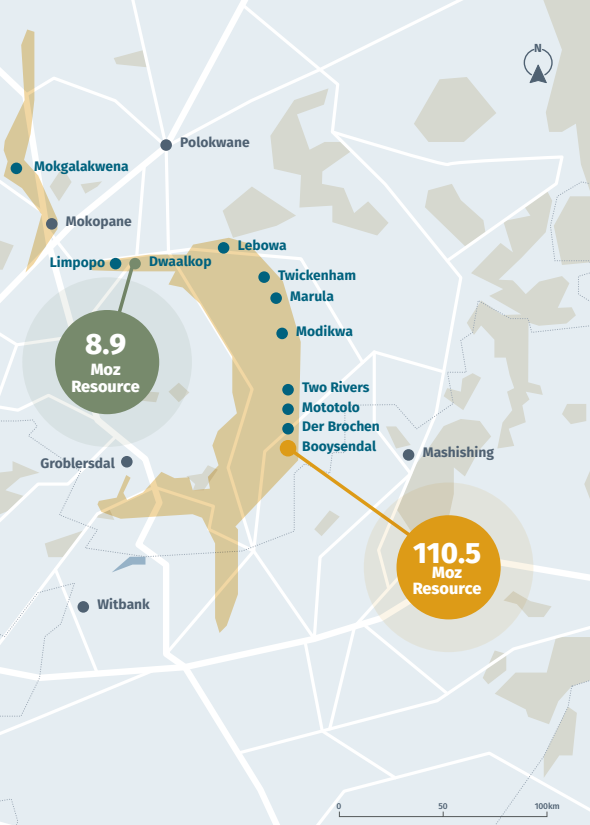 N
Polokwane
Mokgalakwena
Mokopane
Lebowa
Limpopo
Dwaalkop
Twickenham
Marula
Modikwa
8.9
Moz
Resource
Two Rivers
Mototolo
Der Brochen
Booysendal
Mashishing
Groblersdal
110.5
Moz
Resource
Witbank
0 50 100km